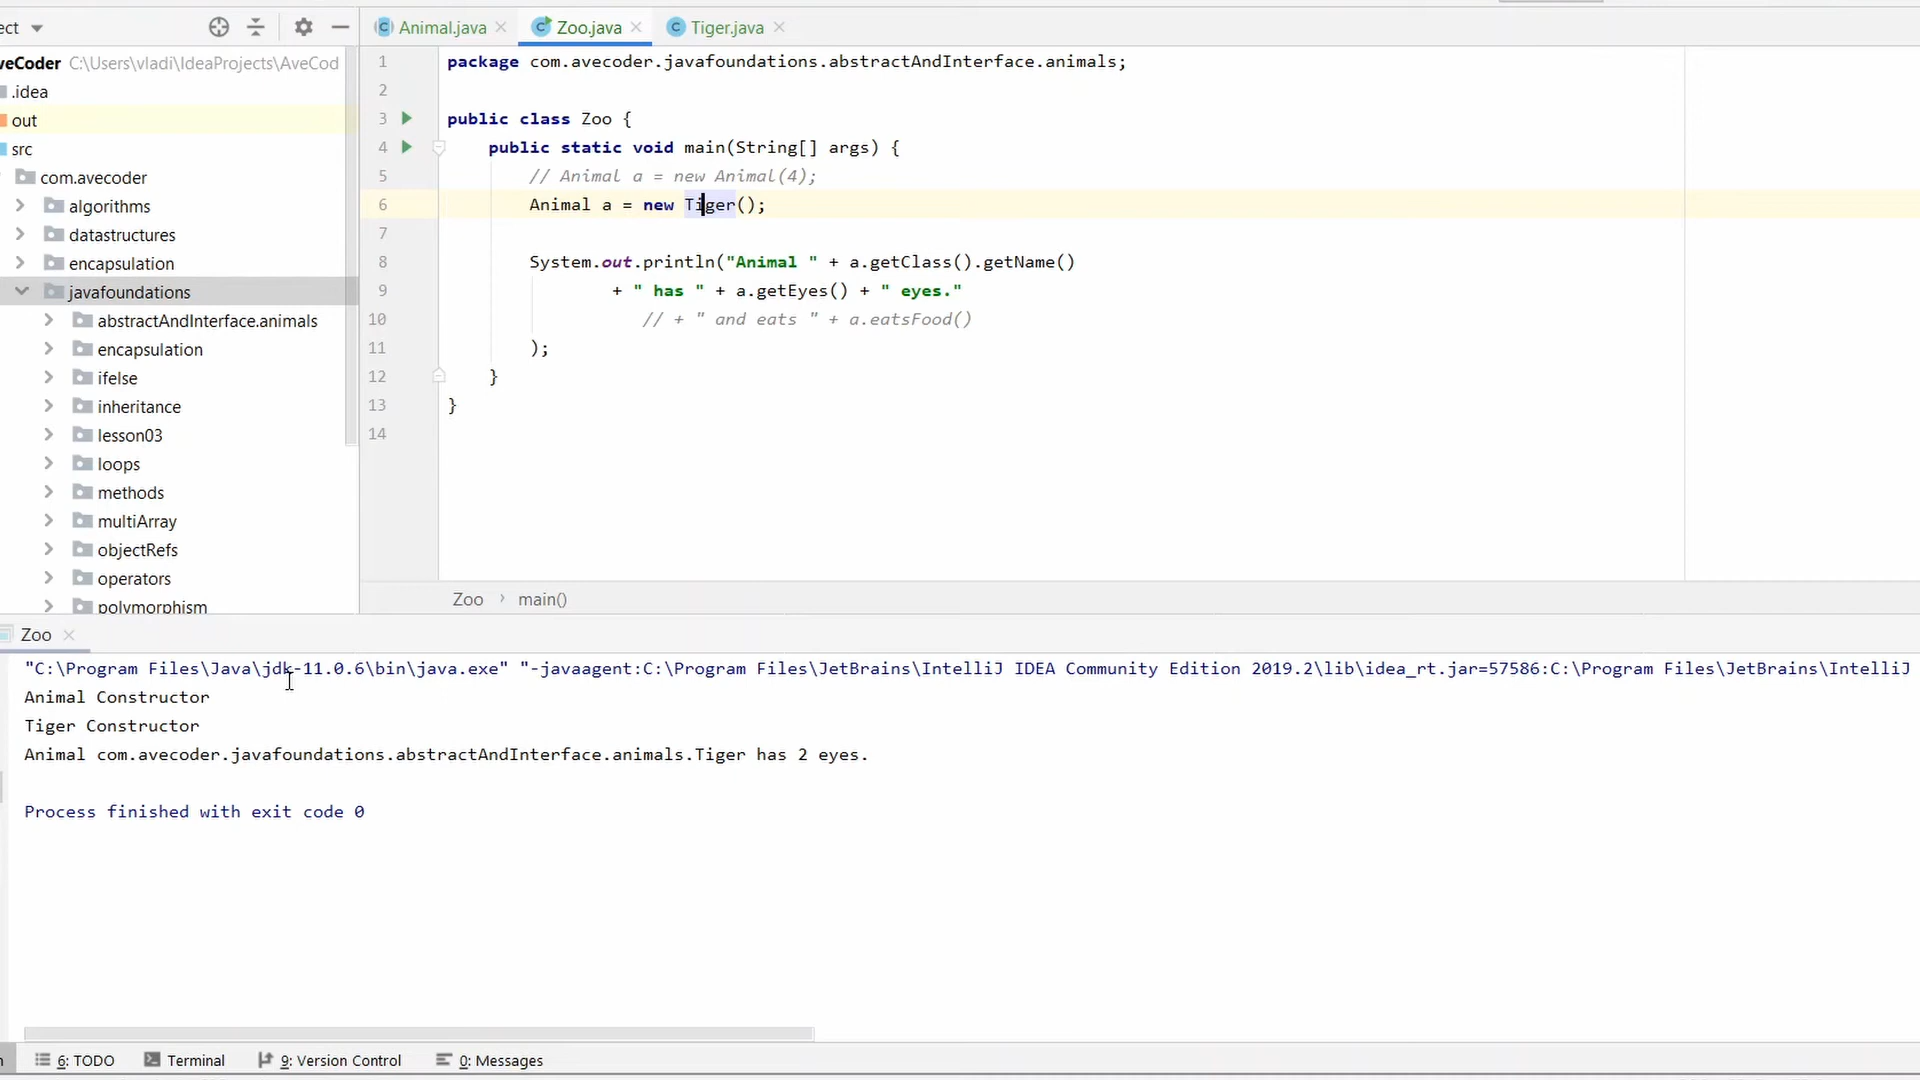 ect
Animal.java
Zoo.java
Tiger.java
veCoder C:\Users\vladi\IdeaProjects\AveCod
.idea
out
src
com.avecoder
algorithms
datastructures
encapsulation
javafoundations
abstractAndInterface.animals
encapsulation
ifelse
inheritance
lesson03
loops
methods
multiArray
objectRefs
operators
polymorphism
1 package com.avecoder.javafoundations.abstractAndInterface.animals;
2
3 public class Zoo {
4 public static void main(String[] args) {
5 // Animal a = new Animal(4);
6 Animal a = new Tiger();
7
8 System.out.println("Animal " + a.getClass().getName()
9 + " has " + a.getEyes() + " eyes."
10 // + " and eats " + a.eatsFood()
11 );
12 }
13 }
14
Zoo › main()
Zoo
"C:\Program Files\Java\jdk-11.0.6\bin\java.exe" "-javaagent:C:\Program Files\JetBrains\IntelliJ IDEA Community Edition 2019.2\lib\idea_rt.jar=57586:C:\Program Files\JetBrains\IntelliJ
Animal Constructor
Tiger Constructor
Animal com.avecoder.javafoundations.abstractAndInterface.animals.Tiger has 2 eyes.
Process finished with exit code 0
6: TODO
Terminal
9: Version Control
0: Messages